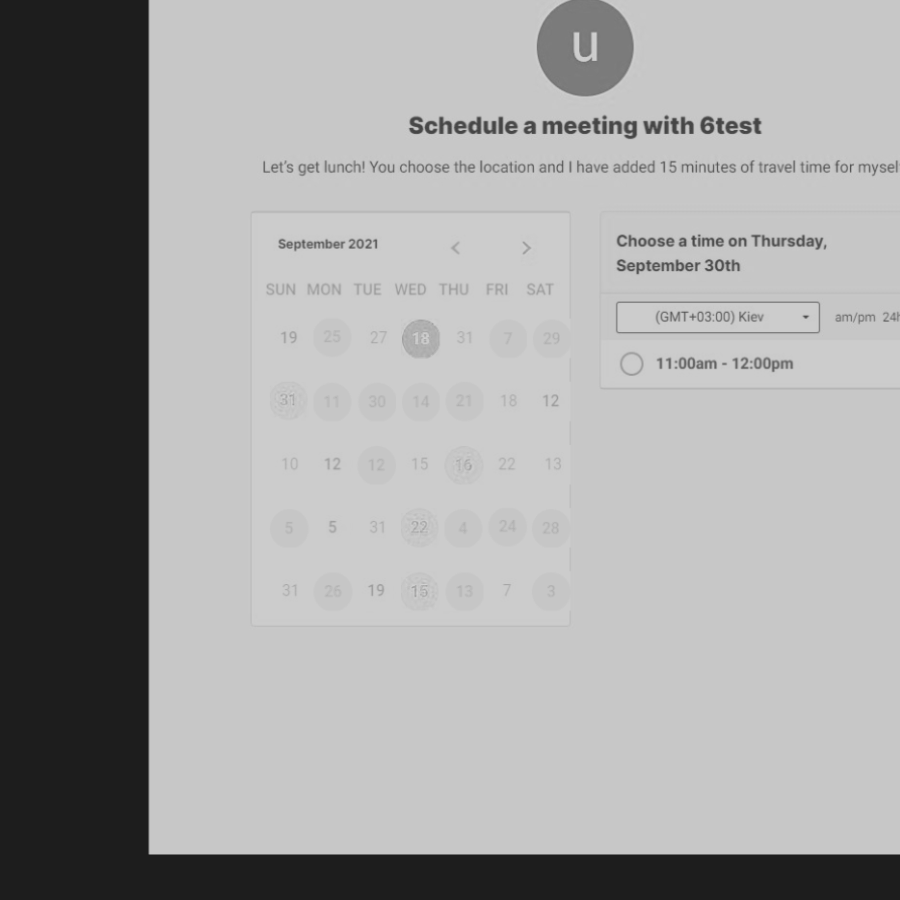 u
Schedule a meeting with 6test
Let's get lunch! You choose the location and I have added 15 minutes of travel time for mysel
September 2021
SUN MON TUE WED THU FRI SAT
19 25 27 18 31 7 29
31 11 30 14 21 18 12
10 12 12 15 16 22 13
5 5 31 22 4 24 28
31 26 19 15 13 7 3
Choose a time on Thursday,
September 30th
(GMT+03:00) Kiev am/pm 24h
11:00am - 12:00pm